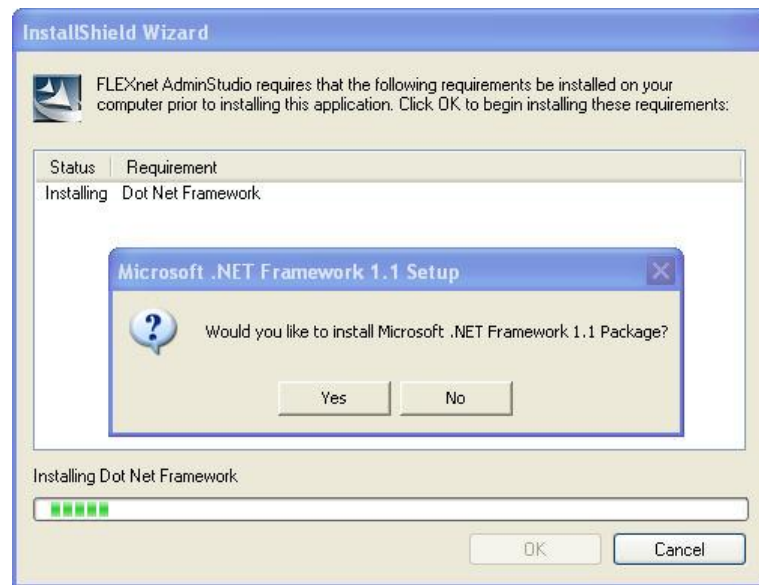 InstallShield Wizard
FLEXnet AdminStudio requires that the following requirements be installed on your
computer prior to installing this application. Click OK to begin installing these requirements:
Status Requirement
Installing Dot Net Framework
Microsoft .NET Framework 1.1 Setup
Would you like to install Microsoft .NET Framework 1.1 Package?
Yes No
Installing Dot Net Framework
OK Cancel